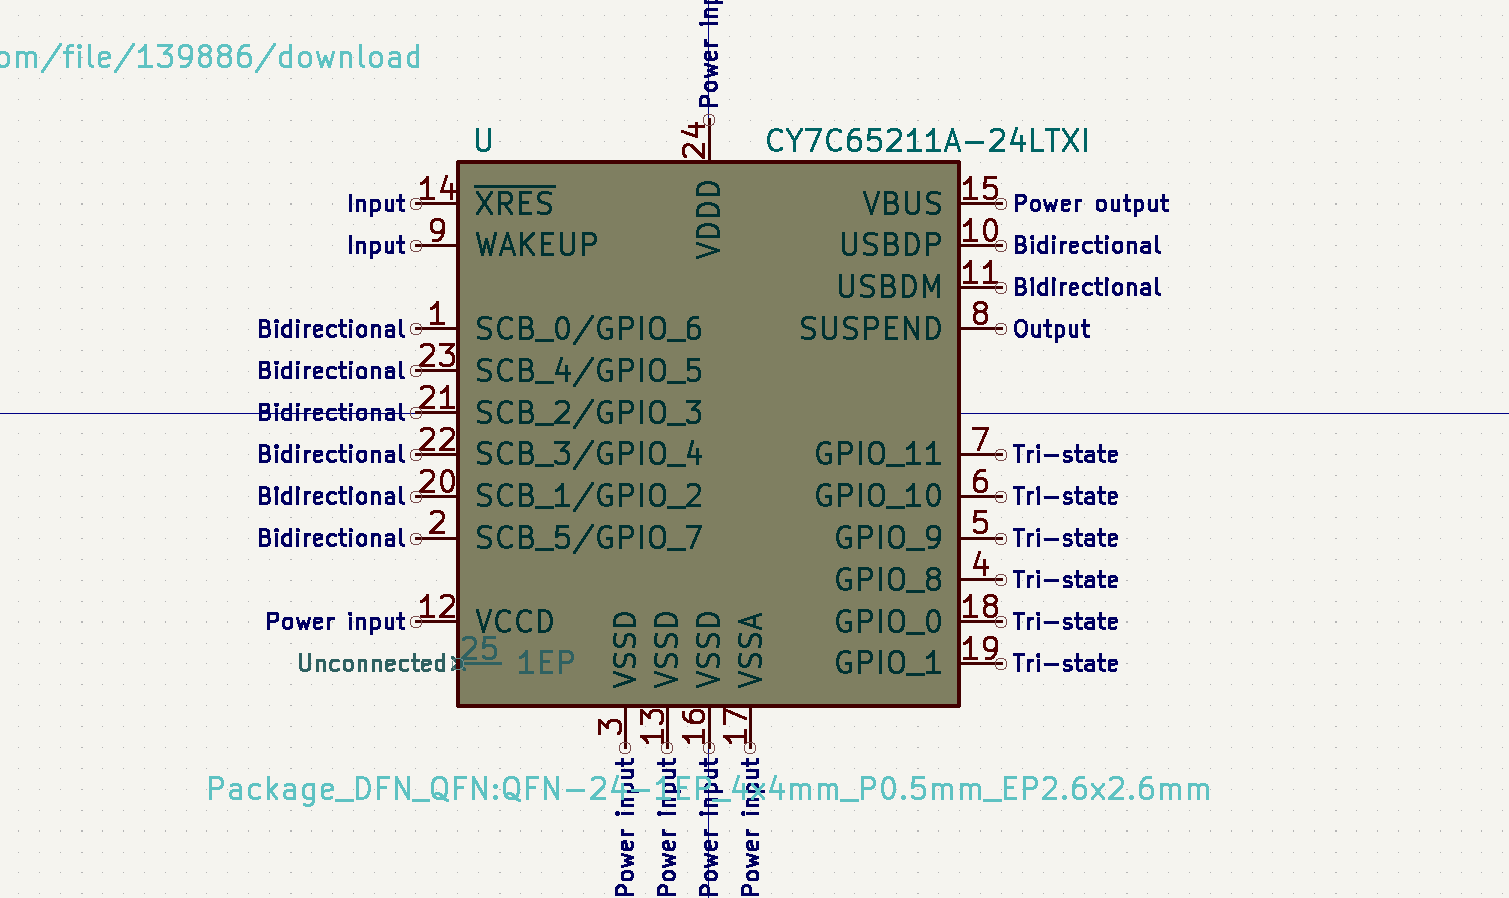 Power inp
om/file/139886/download
U
CY7C65211A-24LTXI
24
VDDD
Input 14 XRES
Input 9 WAKEUP
Bidirectional 1 SCB_0/GPIO_6
Bidirectional 23 SCB_4/GPIO_5
Bidirectional 21 SCB_2/GPIO_3
Bidirectional 22 SCB_3/GPIO_4
Bidirectional 20 SCB_1/GPIO_2
Bidirectional 2 SCB_5/GPIO_7
Power input 12 VCCD
Unconnected 25 1EP
VBUS 15 Power output
USBDP 10 Bidirectional
USBDM 11 Bidirectional
SUSPEND 8 Output
GPIO_11 7 Tri-state
GPIO_10 6 Tri-state
GPIO_9 5 Tri-state
GPIO_8 4 Tri-state
GPIO_0 18 Tri-state
GPIO_1 19 Tri-state
VSSD 3 Power input
VSSD 13 Power input
VSSD 16 Power input
VSSA 17 Power input
Package_DFN_QFN:QFN-24-1EP_4x4mm_P0.5mm_EP2.6x2.6mm